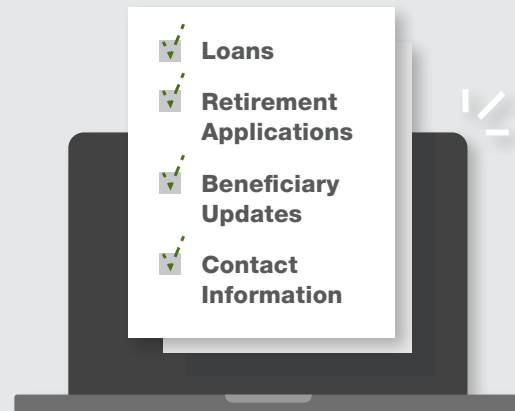 Loans
Retirement
Applications
Beneficiary
Updates
Contact
Information